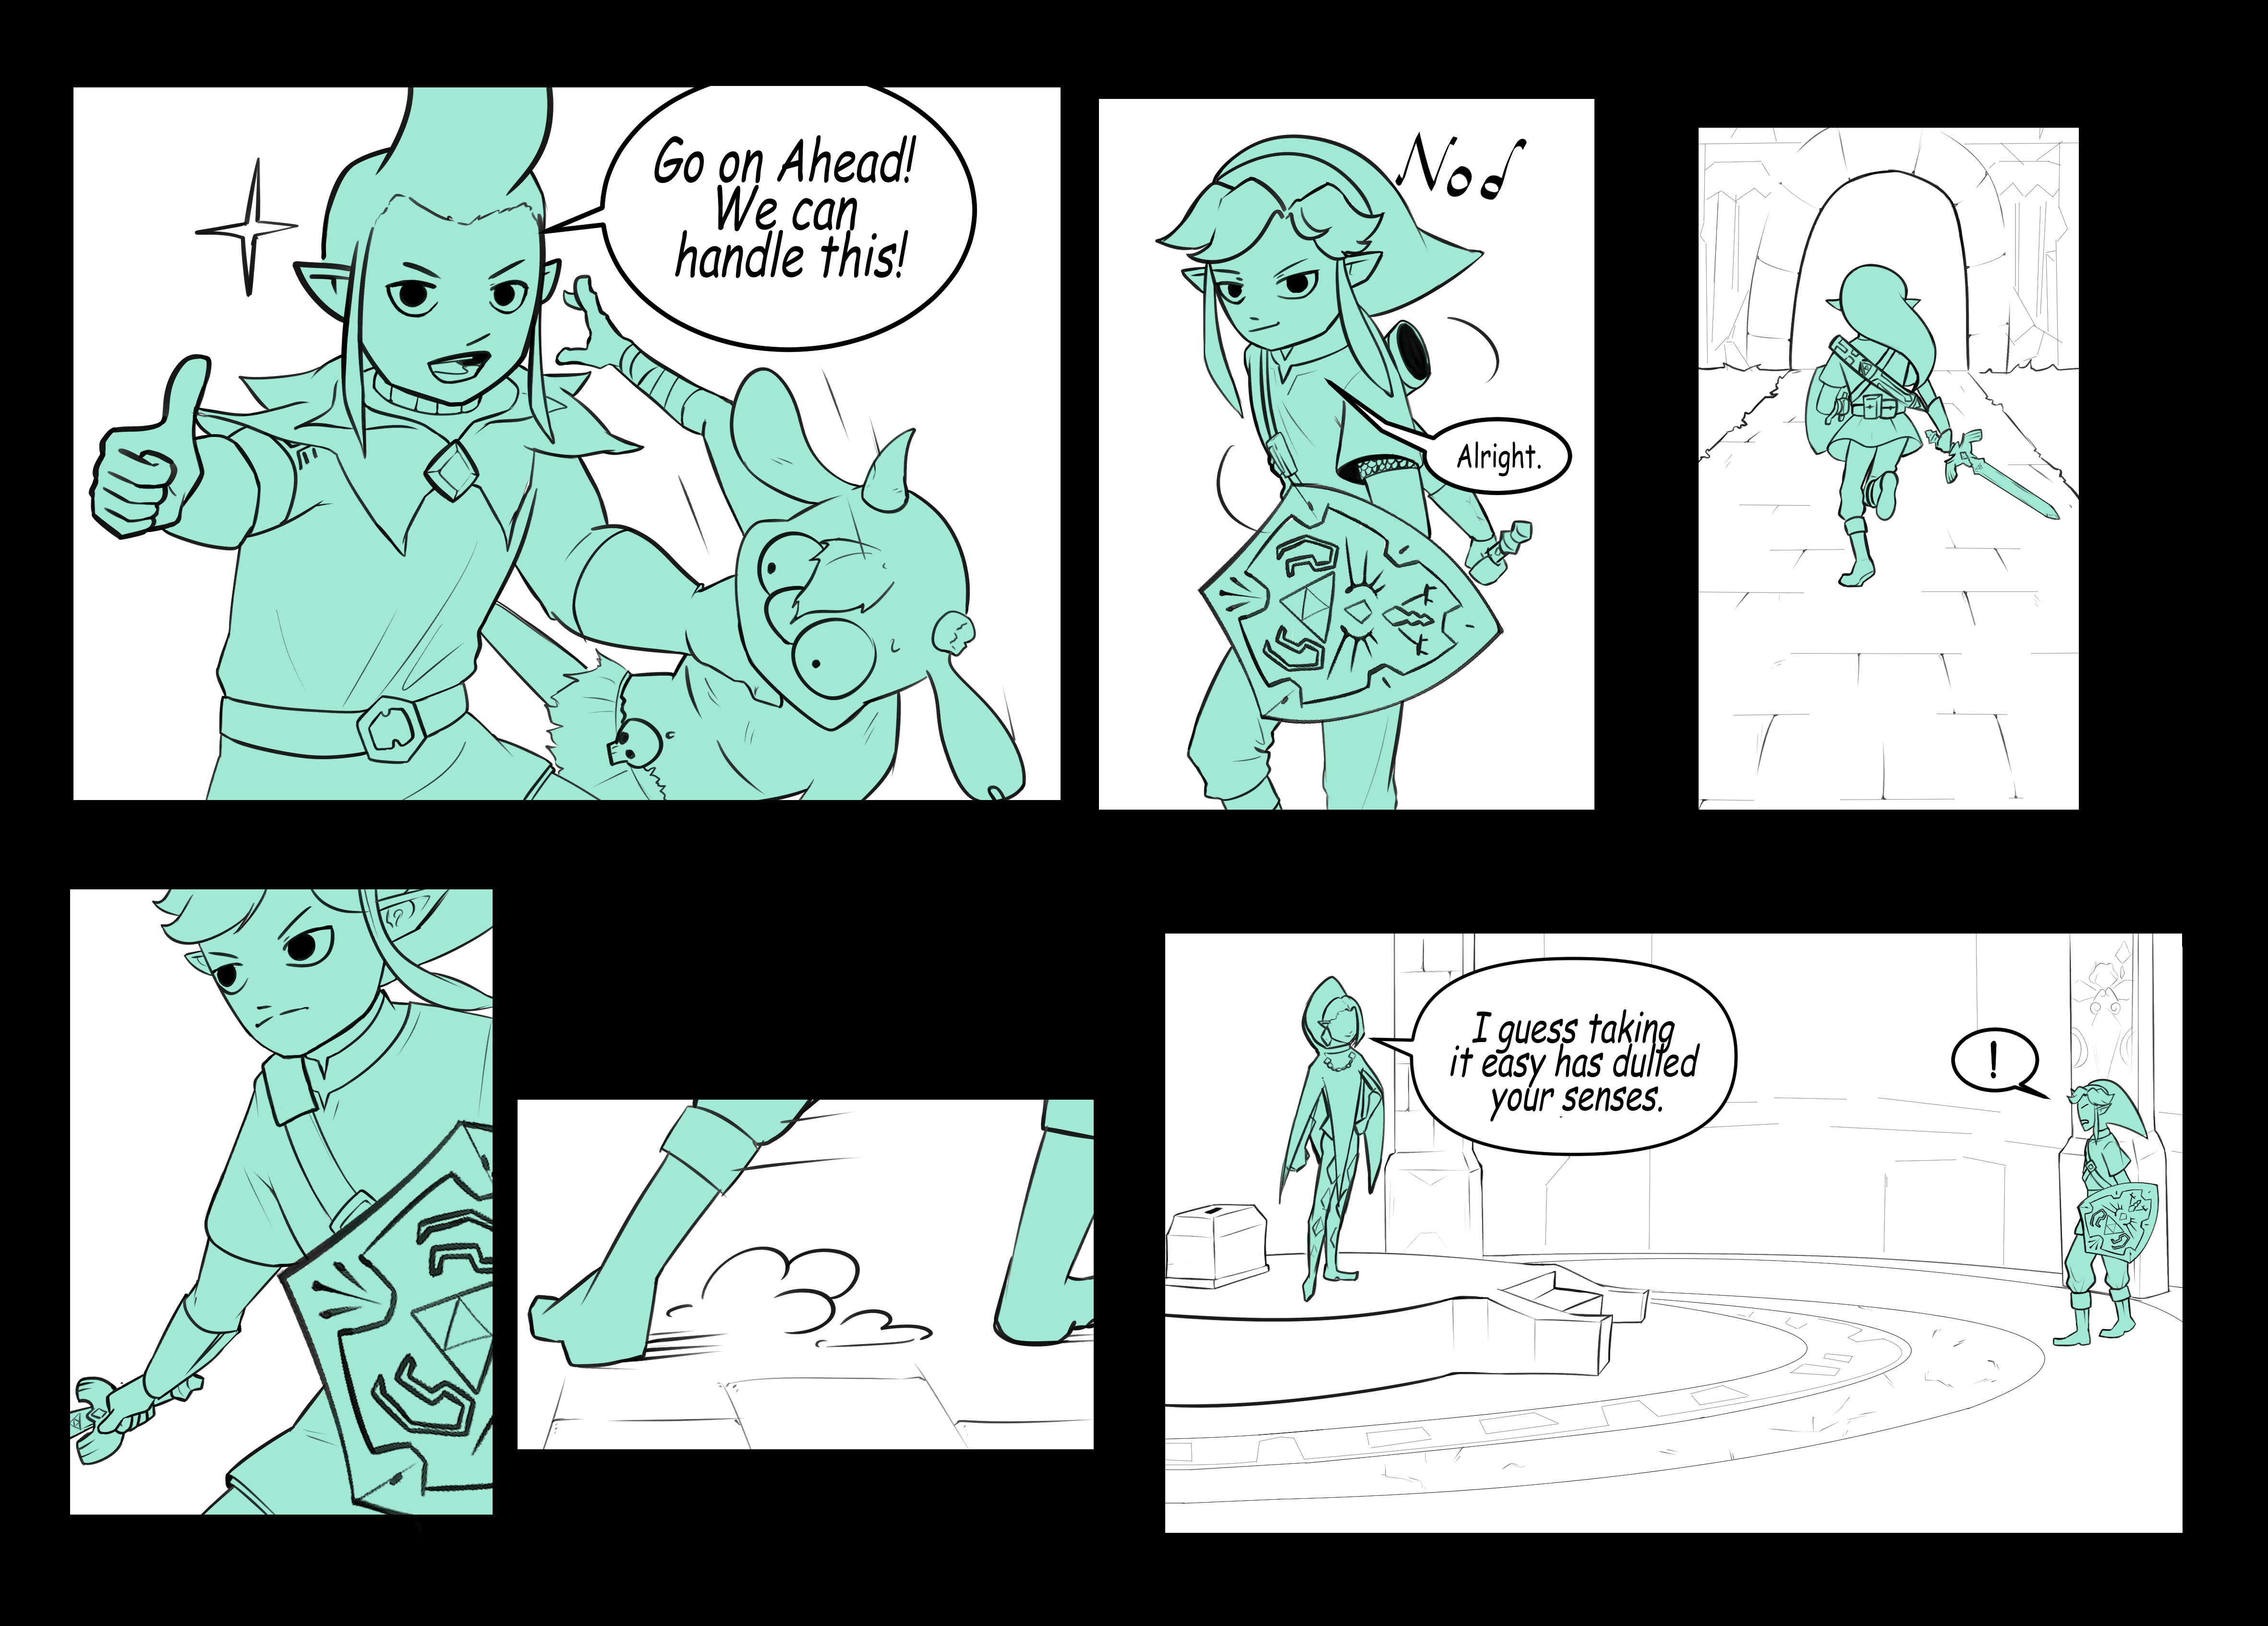 Go on Ahead!
We can
handle this!
Nod
Alright.
I guess taking
it easy has dulled
your senses.
!